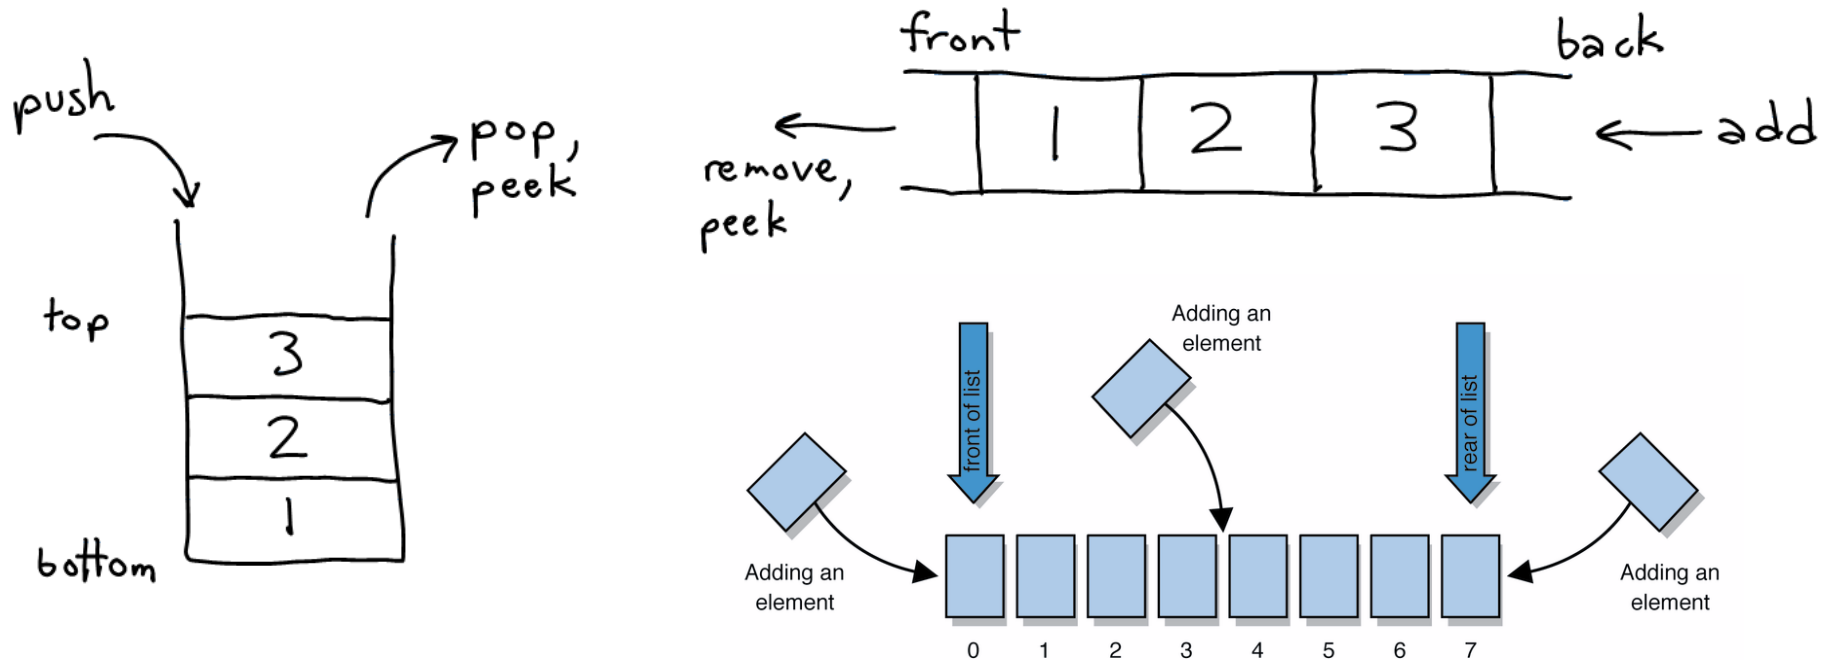 push
pop,
peek
top
3
2
1
bottom
front
back
1 2 3
add
remove,
peek
Adding an
element
front of list
rear of list
Adding an
element
Adding an
element
0 1 2 3 4 5 6 7